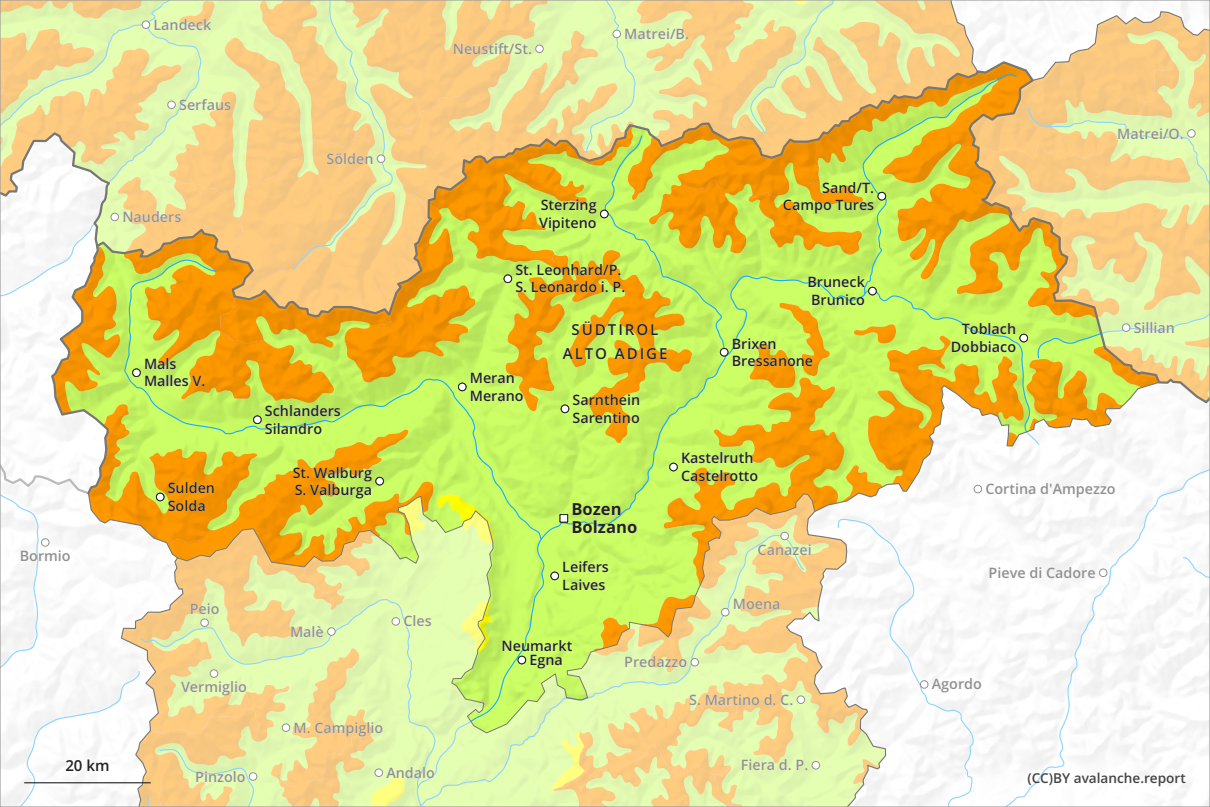 Landeck
Neustift/St.
Matrei/B.
Serfaus
Sölden
Matrei/O.
Nauders
Sand/T.
Campo Tures
Sterzing
Vipiteno
St. Leonhard/P.
S. Leonardo i. P.
Bruneck
Brunico
SÜDTIROL
ALTO ADIGE
Toblach
Dobbiaco
Sillian
Brixen
Bressanone
Mals
Malles V.
Meran
Merano
Sarnthein
Sarentino
Schlanders
Silandro
Kastelruth
Castelrotto
St. Walburg
S. Valburga
Sulden
Solda
Cortina d'Ampezzo
Bozen
Bolzano
Bormio
Canazei
Leifers
Laives
Pieve di Cadore
Peio
Moena
Malè
Cles
Neumarkt
Egna
Predazzo
Vermiglio
Agordo
S. Martino d. C.
M. Campiglio
20 km
Pinzolo
Andalo
Fiera d. P.
(CC)BY avalanche.report